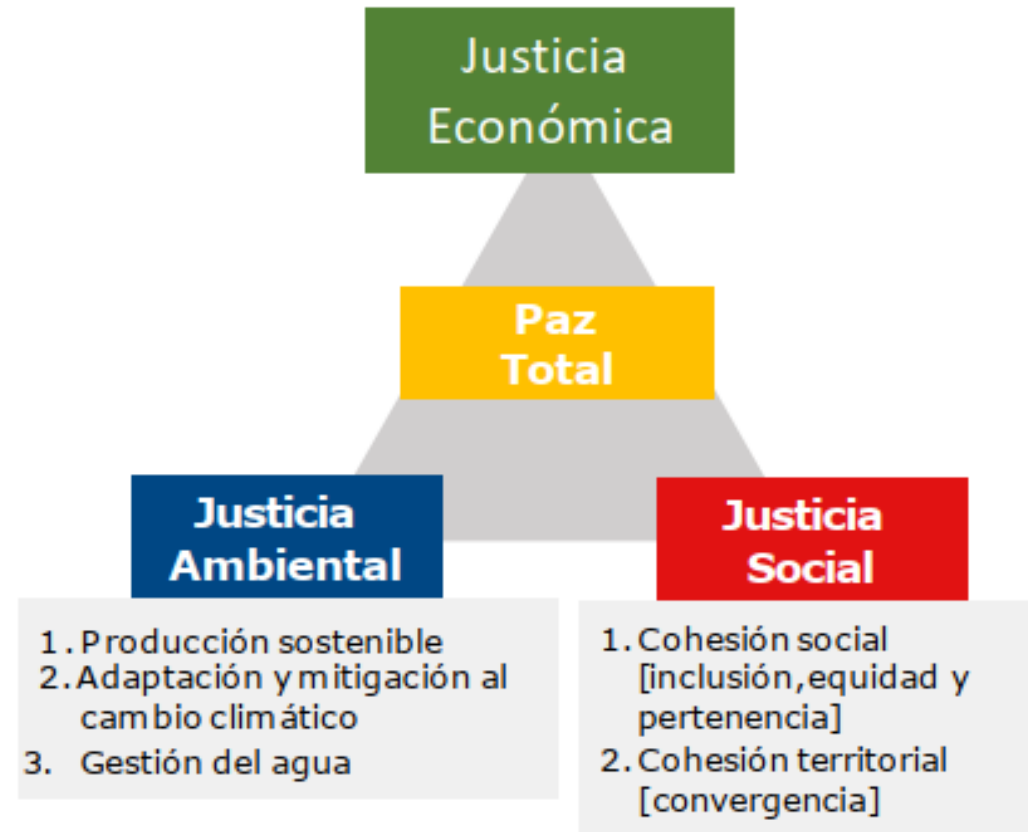 Justicia
Económica
Paz
Total
Justicia
Ambiental
1. Producción sostenible
2. Adaptación y mitigación al
cambio climático
3. Gestión del agua
Justicia
Social
1. Cohesión social
[inclusión, equidad y
pertenencia]
2. Cohesión territorial
[convergencia]